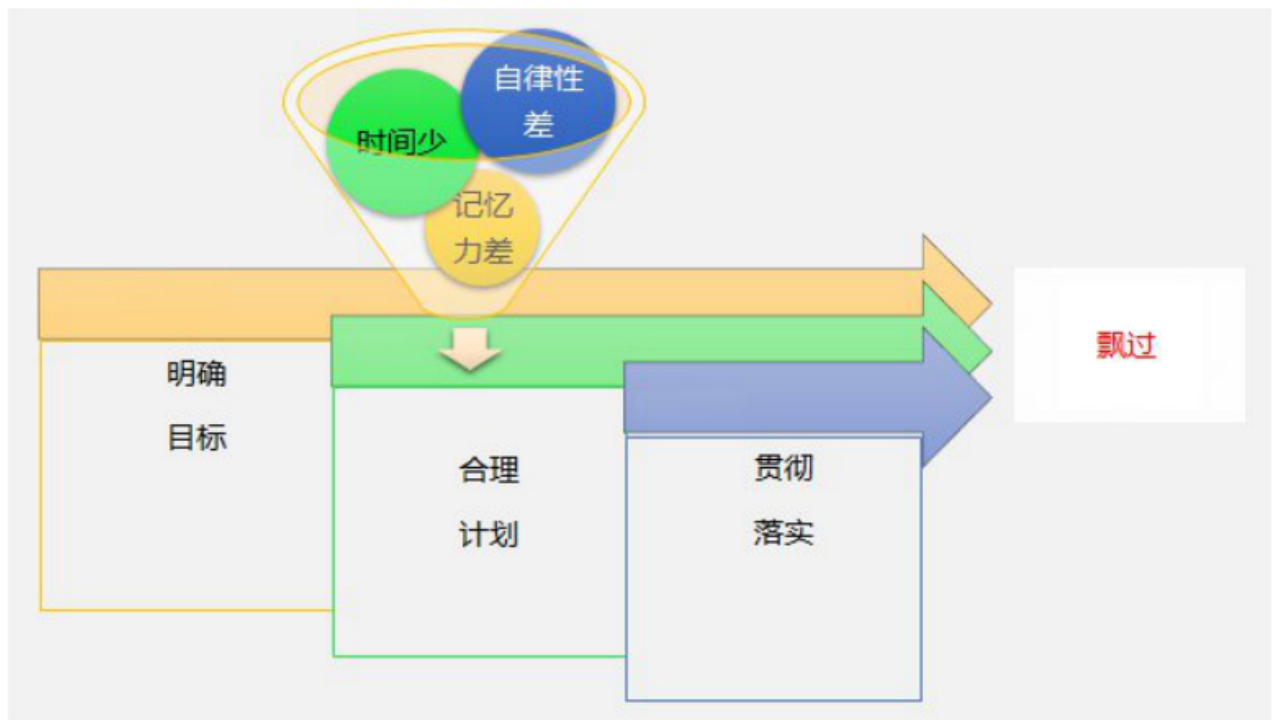 自律性
差
时间少
记忆
力差
明确
目标
合理
计划
贯彻
落实
飘过